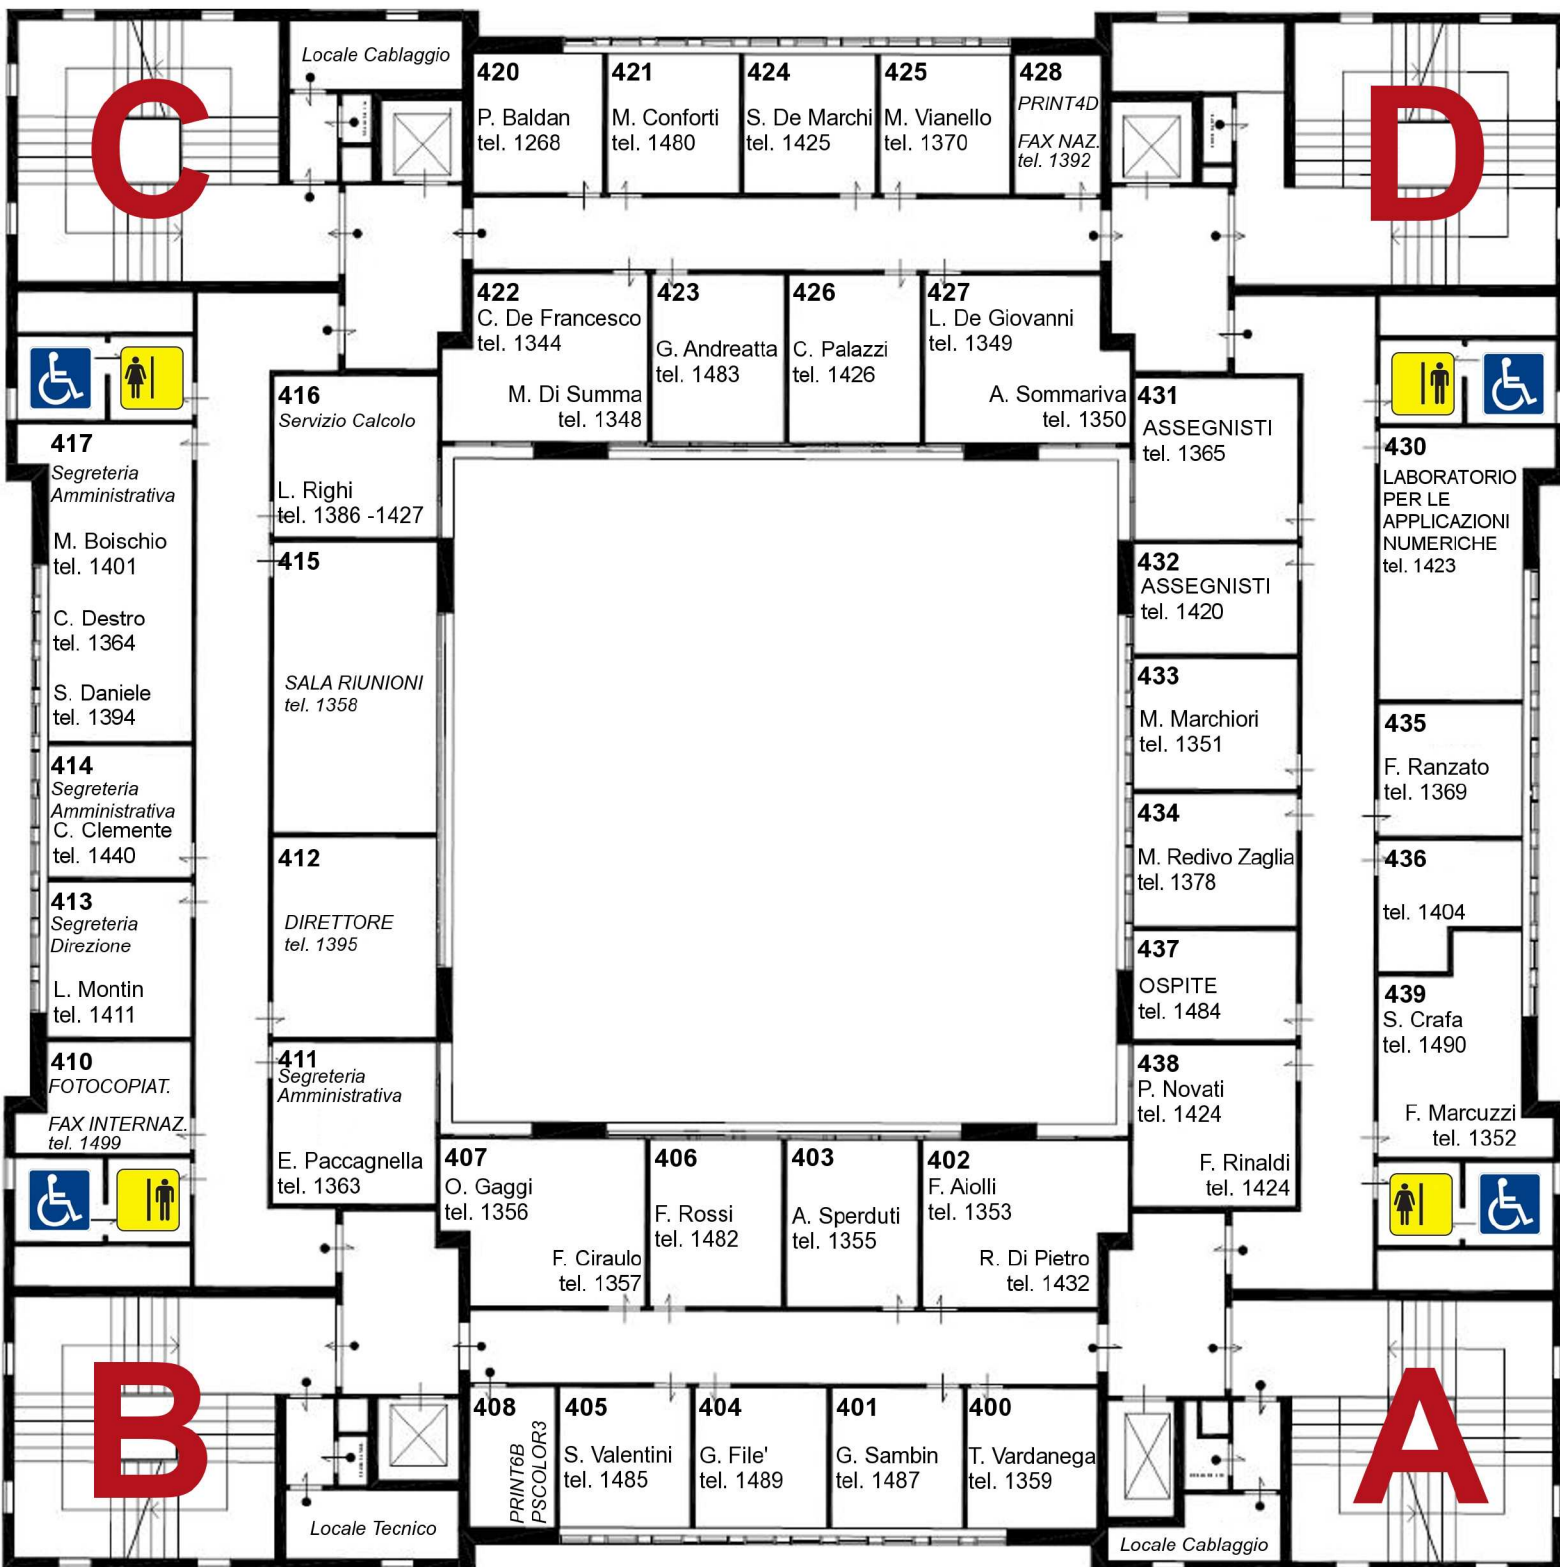 C
Locale Cablaggio
420
P. Baldan
tel. 1268
421
M. Conforti
tel. 1480
424
S. De Marchi
tel. 1425
425
M. Vianello
tel. 1370
428
PRINT4D
FAX NAZ.
tel. 1392
D
422
C. De Francesco
tel. 1344
M. Di Summa
tel. 1348
423
G. Andreatta
tel. 1483
426
C. Palazzi
tel. 1426
427
L. De Giovanni
tel. 1349
A. Sommariva
tel. 1350
417
Segreteria
Amministrativa
M. Boischio
tel. 1401
C. Destro
tel. 1364
S. Daniele
tel. 1394
414
Segreteria
Amministrativa
C. Clemente
tel. 1440
413
Segreteria
Direzione
L. Montin
tel. 1411
410
FOTOCOPIAT.
FAX INTERNAZ.
tel. 1499
416
Servizio Calcolo
L. Righi
tel. 1386 -1427
415
SALA RIUNIONI
tel. 1358
412
DIRETTORE
tel. 1395
411
Segreteria
Amministrativa
E. Paccagnella
tel. 1363
431
ASSEGNISTI
tel. 1365
432
ASSEGNISTI
tel. 1420
433
M. Marchiori
tel. 1351
434
M. Redivo Zaglia
tel. 1378
437
OSPITE
tel. 1484
438
P. Novati
tel. 1424
F. Rinaldi
tel. 1424
430
LABORATORIO
PER LE
APPLICAZIONI
NUMERICHE
tel. 1423
435
F. Ranzato
tel. 1369
436
tel. 1404
439
S. Crafa
tel. 1490
F. Marcuzzi
tel. 1352
407
O. Gaggi
tel. 1356
F. Ciraulo
tel. 1357
406
F. Rossi
tel. 1482
403
A. Sperduti
tel. 1355
402
F. Aiolli
tel. 1353
R. Di Pietro
tel. 1432
B
Locale Tecnico
408
PRINT6B
PSCOLOR3
405
S. Valentini
tel. 1485
404
G. File'
tel. 1489
401
G. Sambin
tel. 1487
400
T. Vardanega
tel. 1359
Locale Cablaggio
A